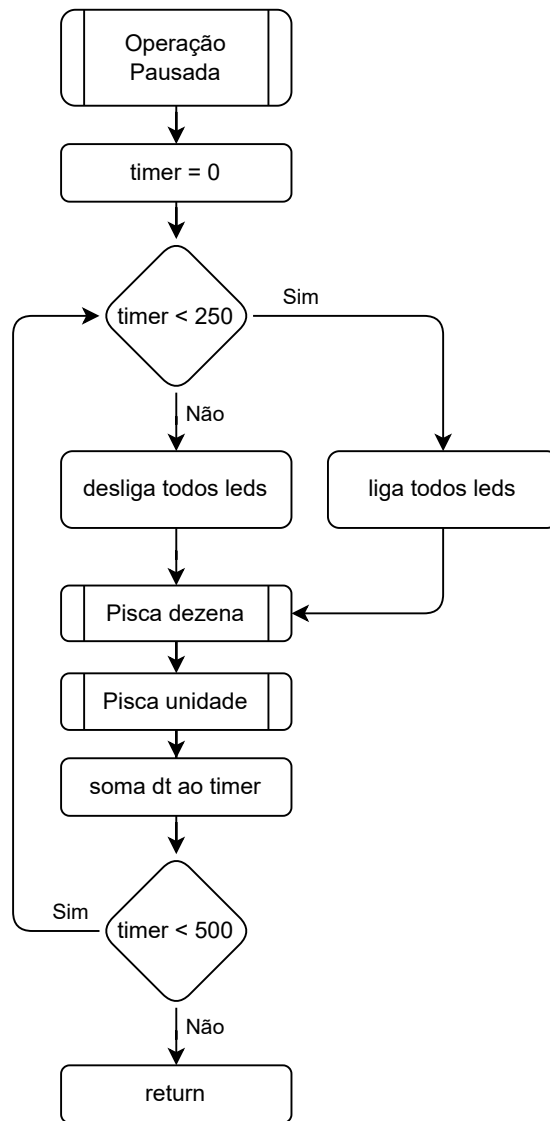 Operação
Pausada
timer = 0
timer < 250
Sim
Não
desliga todos leds
liga todos leds
Pisca dezena
Pisca unidade
soma dt ao timer
timer < 500
Sim
Não
return